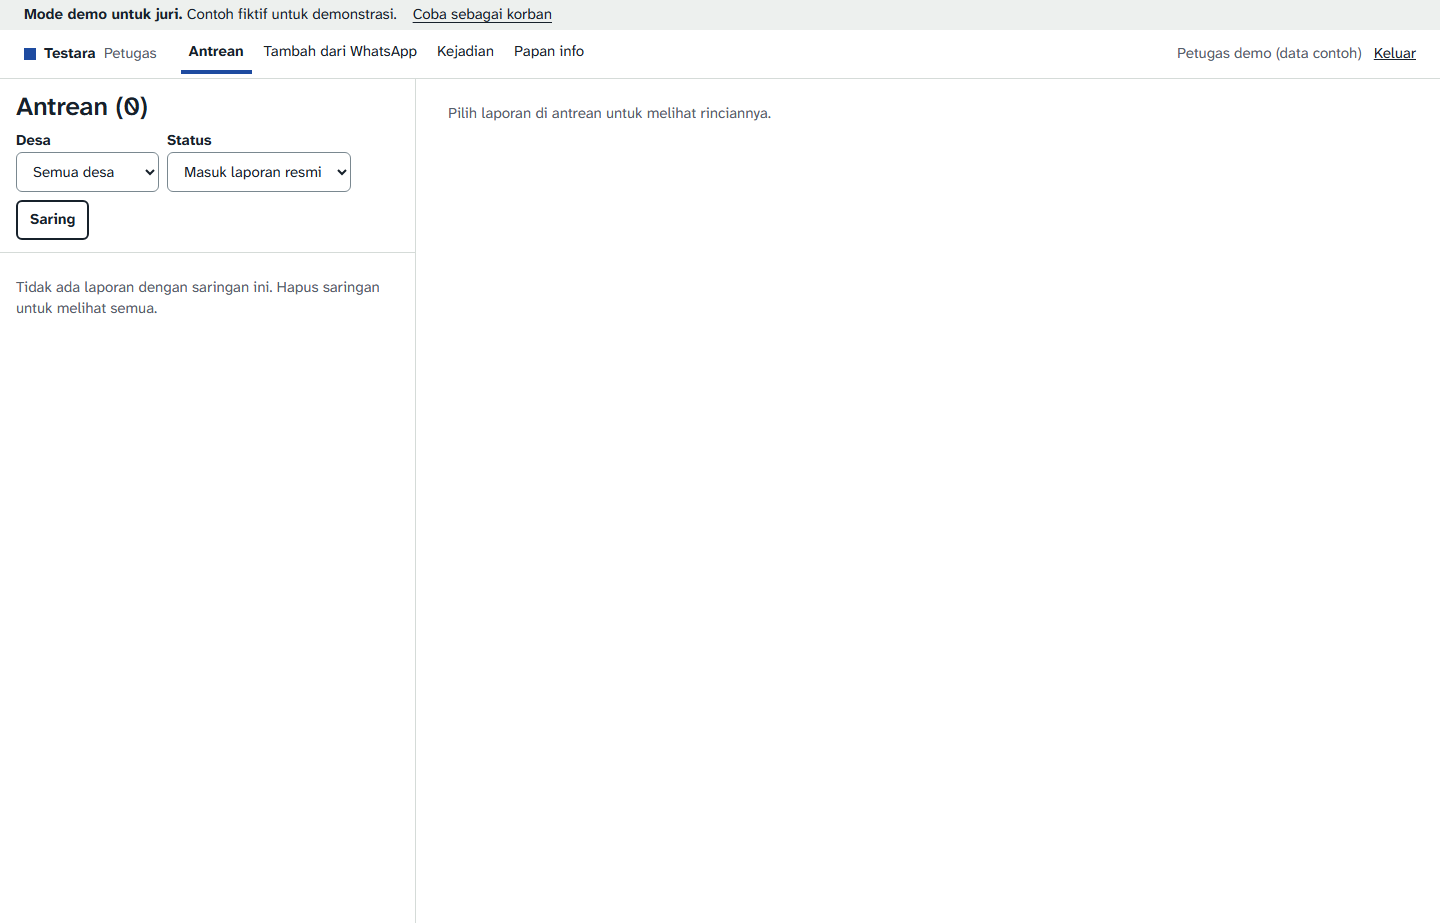 Mode demo untuk juri. Contoh fiktif untuk demonstrasi. Coba sebagai korban
Testara Petugas Antrean Tambah dari WhatsApp Kejadian Papan info Petugas demo (data contoh) Keluar
Antrean (0)
Pilih laporan di antrean untuk melihat rinciannya.
Desa Status
Semua desa Masuk laporan resmi
Saring
Tidak ada laporan dengan saringan ini. Hapus saringan
untuk melihat semua.